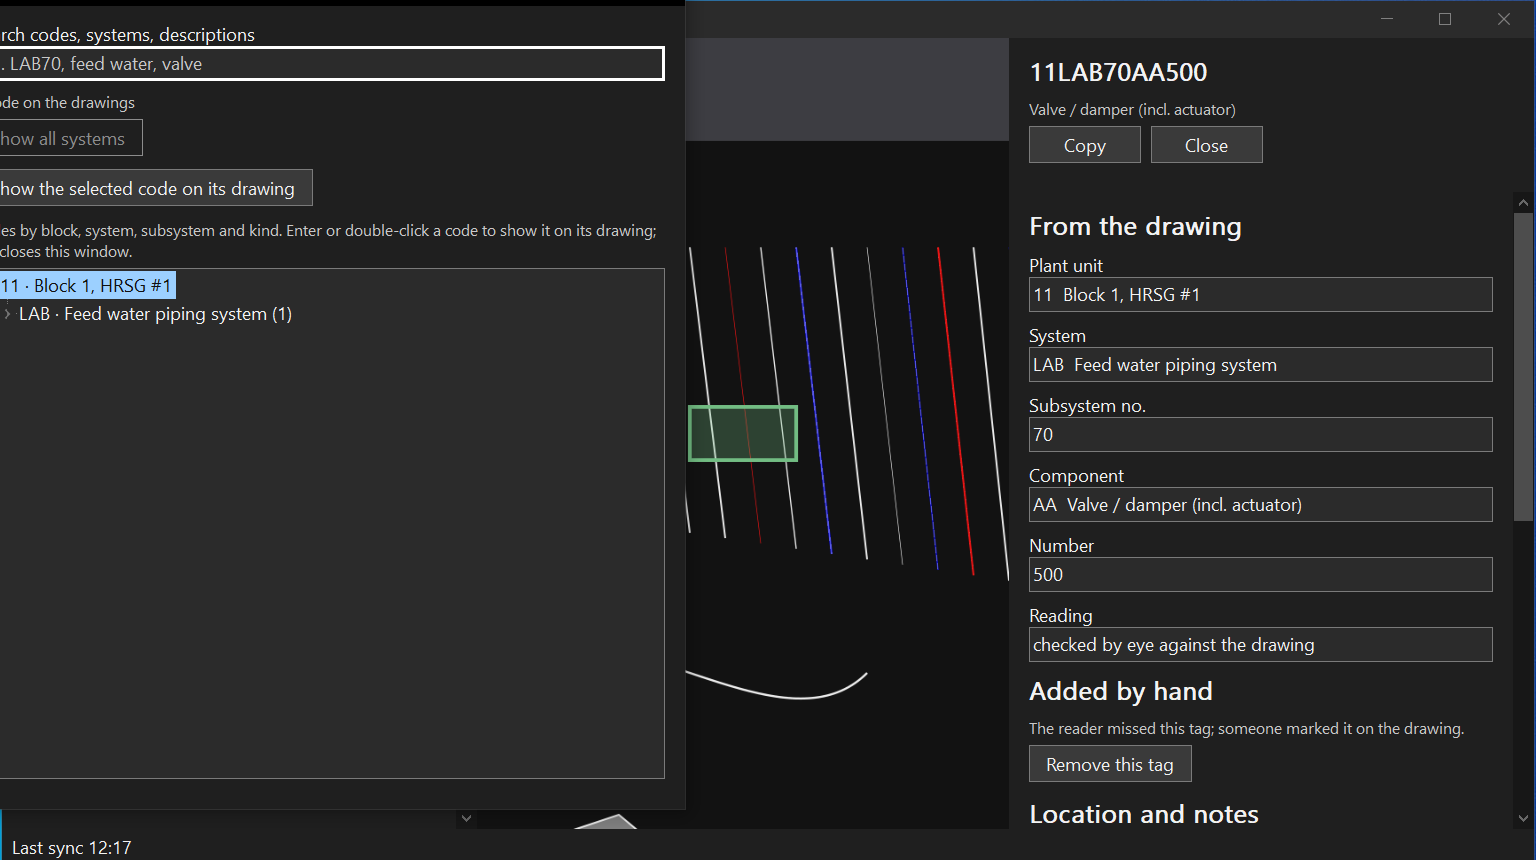 rch codes, systems, descriptions
. LAB70, feed water, valve
ode on the drawings
how all systems
how the selected code on its drawing
es by block, system, subsystem and kind. Enter or double-click a code to show it on its drawing;
closes this window.
11 · Block 1, HRSG #1
LAB · Feed water piping system (1)
Last sync 12:17
11LAB70AA500
Valve / damper (incl. actuator)
Copy
Close
From the drawing
Plant unit
11  Block 1, HRSG #1
System
LAB  Feed water piping system
Subsystem no.
70
Component
AA  Valve / damper (incl. actuator)
Number
500
Reading
checked by eye against the drawing
Added by hand
The reader missed this tag; someone marked it on the drawing.
Remove this tag
Location and notes